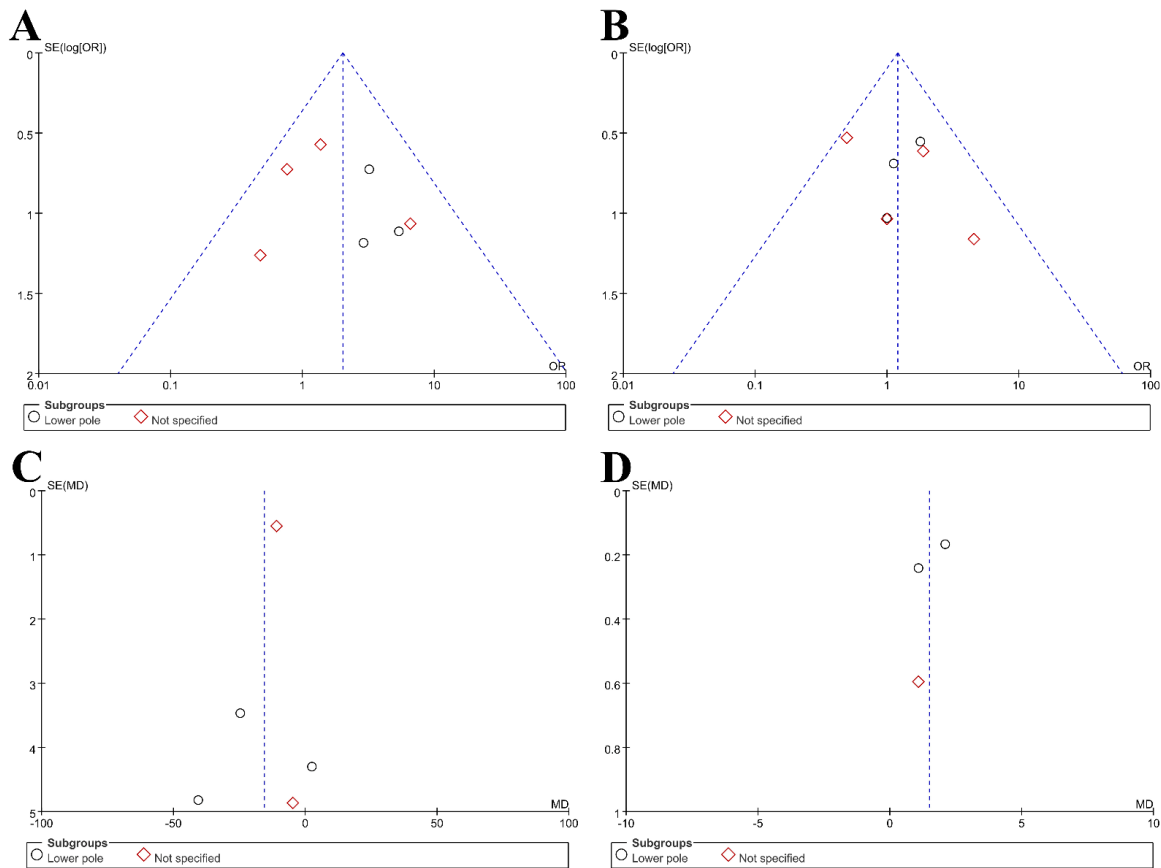 A
SE(log[OR])
0
0.5
1
1.5
2
0.01 0.1 1 10 100
OR
Subgroups
Lower pole Not specified
B
SE(log[OR])
0
0.5
1
1.5
2
0.01 0.1 1 10 100
OR
Subgroups
Lower pole Not specified
C
SE(MD)
0
1
2
3
4
5
-100 -50 0 50 100
MD
Subgroups
Lower pole Not specified
D
SE(MD)
0
0.2
0.4
0.6
0.8
1
-10 -5 0 5 10
MD
Subgroups
Lower pole Not specified